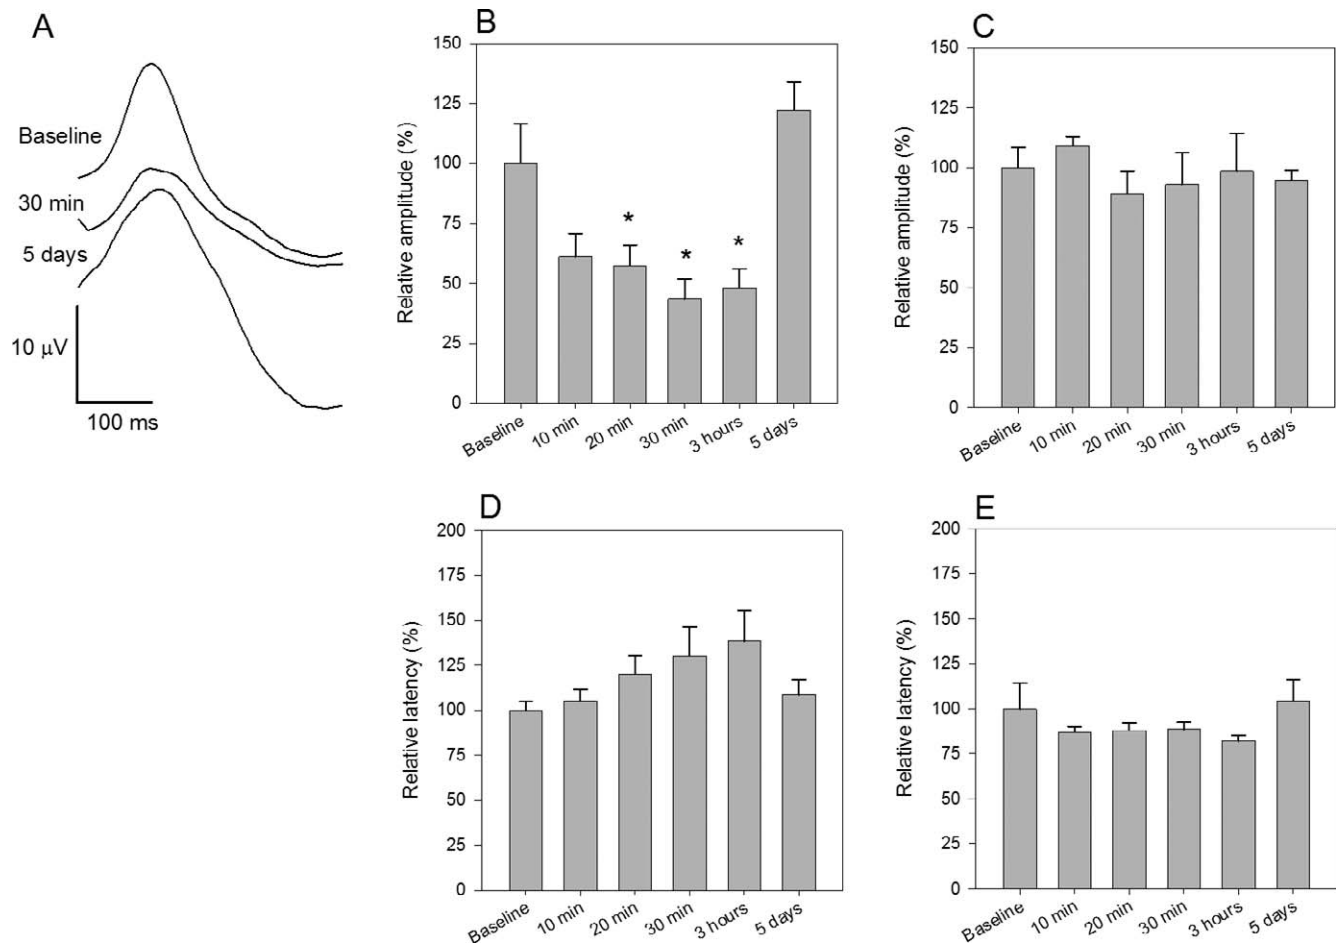 A
Baseline
30 min
5 days
10 μV
100 ms
B
Relative amplitude (%)
150
125
100
75
50
25
0
*
*
*
Baseline
10 min
20 min
30 min
3 hours
5 days
C
Relative amplitude (%)
150
125
100
75
50
25
0
Baseline
10 min
20 min
30 min
3 hours
5 days
D
Relative latency (%)
200
175
150
125
100
75
50
25
0
Baseline
10 min
20 min
30 min
3 hours
5 days
E
Relative latency (%)
200
175
150
125
100
75
50
25
0
Baseline
10 min
20 min
30 min
3 hours
5 days